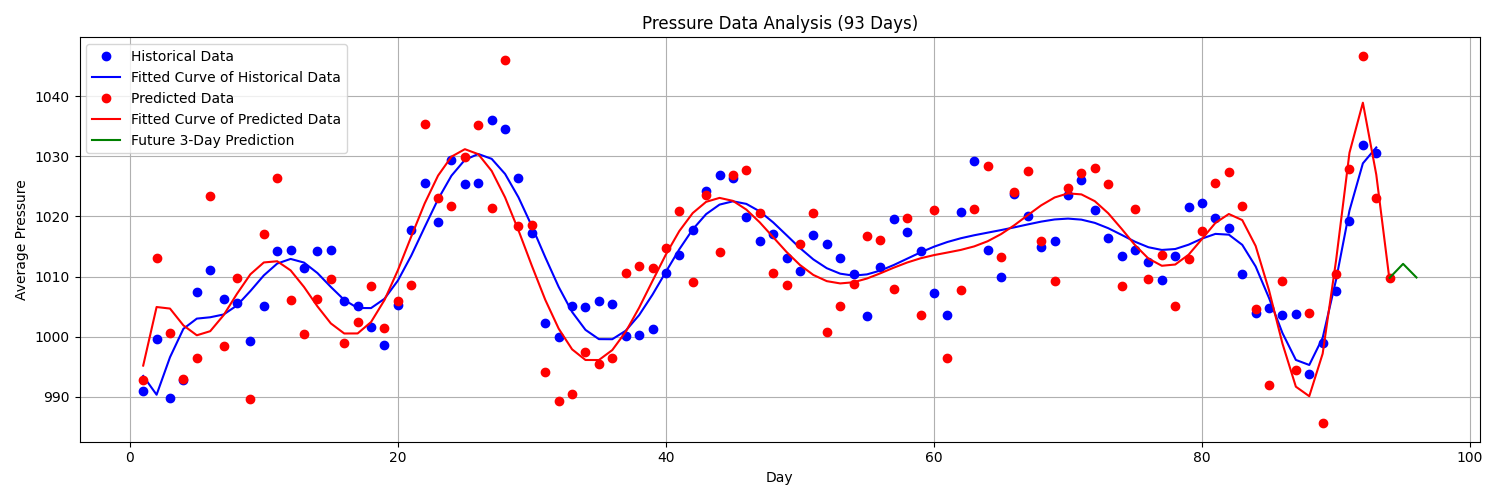 Pressure Data Analysis (93 Days)
Historical Data
Fitted Curve of Historical Data
Predicted Data
Fitted Curve of Predicted Data
Future 3-Day Prediction
Average Pressure
1040
1030
1020
1010
1000
990
0 20 40 60 80 100
Day